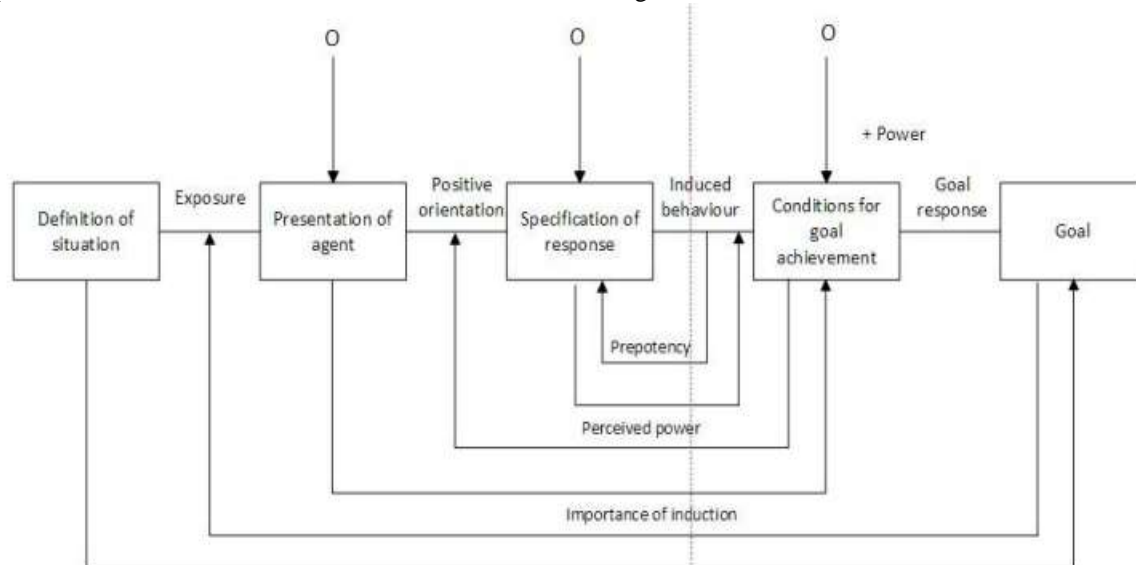 O
O
O
+ Power
Exposure
Positive
orientation
Induced
behaviour
Goal
response
Definition of
situation
Presentation of
agent
Specification of
response
Conditions for
goal
achievement
Goal
Prepotency
Perceived power
Importance of induction